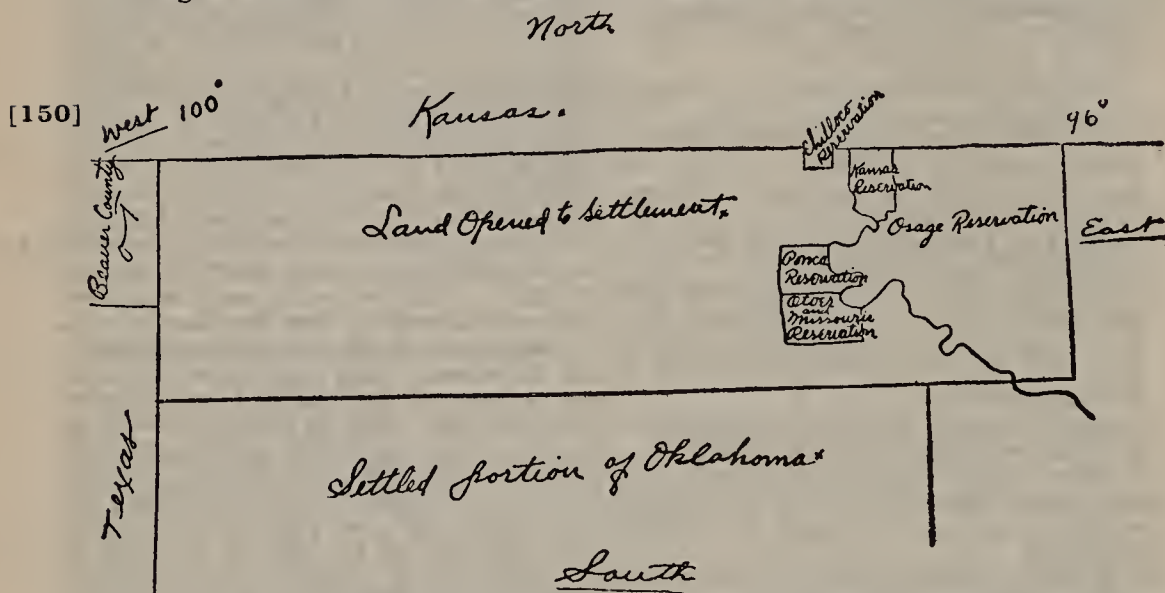 North
[150]
West 100°
Kansas.
96°
Chilloco
Reservation
Beaver County
Kansas
Reservation
Land Opened to Settlement
Osage Reservation
East
Ponca
Reservation
Otoes
and
Missourie
Reservation
Texas
Settled portion of Oklahoma
South